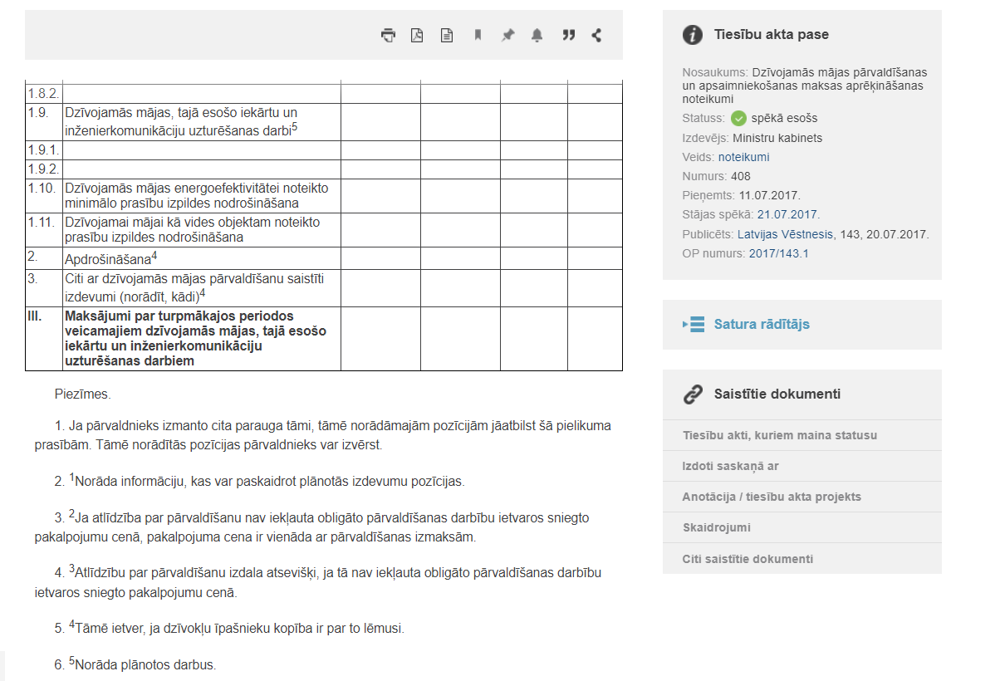 1.8.2.
1.9. Dzīvojamās mājas, tajā esošo iekārtu un
inženierkomunikāciju uzturēšanas darbi5
1.9.1.
1.9.2.
1.10. Dzīvojamās mājas energoefektivitātei noteikto
minimālo prasību izpildes nodrošināšana
1.11. Dzīvojamai mājai kā vides objektam noteikto
prasību izpildes nodrošināšana
2. Apdrošināšana4
3. Citi ar dzīvojamās mājas pārvaldīšanu saistīti
izdevumi (norādīt, kādi)4
III. Maksājumi par turpmākajos periodos
veicamajiem dzīvojamās mājas, tajā esošo
iekārtu un inženierkomunikāciju
uzturēšanas darbiem
Piezīmes.
1. Ja pārvaldnieks izmanto cita parauga tāmi, tāmē norādāmajām pozīcijām jāatbilst šā pielikuma
prasībām. Tāmē norādītās pozīcijas pārvaldnieks var izvērst.
2. 1Norāda informāciju, kas var paskaidrot plānotās izdevumu pozīcijas.
3. 2Ja atlīdzība par pārvaldīšanu nav iekļauta obligāto pārvaldīšanas darbību ietvaros sniegto
pakalpojumu cenā, pakalpojuma cena ir vienāda ar pārvaldīšanas izmaksām.
4. 3Atlīdzību par pārvaldīšanu izdala atsevišķi, ja tā nav iekļauta obligāto pārvaldīšanas darbību
ietvaros sniegto pakalpojumu cenā.
5. 4Tāmē ietver, ja dzīvokļu īpašnieku kopība ir par to lēmusi.
6. 5Norāda plānotos darbus.
Tiesību akta pase
Nosaukums: Dzīvojamās mājas pārvaldīšanas
un apsaimniekošanas maksas aprēķināšanas
noteikumi
Statuss: spēkā esošs
Izdevējs: Ministru kabinets
Veids: noteikumi
Numurs: 408
Pieņemts: 11.07.2017.
Stājas spēkā: 21.07.2017.
Publicēts: Latvijas Vēstnesis, 143, 20.07.2017.
OP numurs: 2017/143.1
Satura rādītājs
Saistītie dokumenti
Tiesību akti, kuriem maina statusu
Izdoti saskaņā ar
Anotācija / tiesību akta projekts
Skaidrojumi
Citi saistītie dokumenti